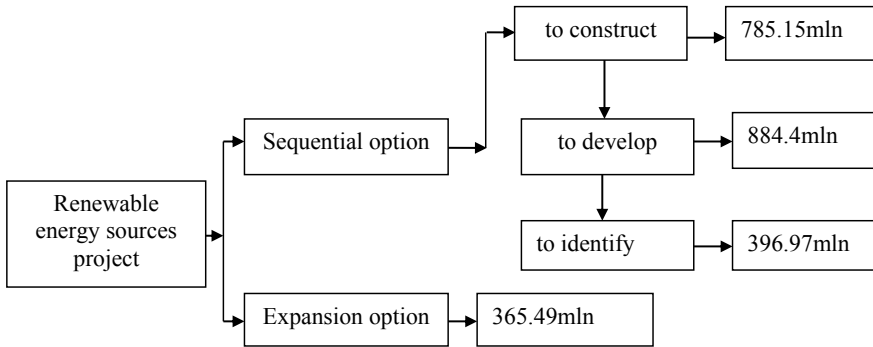 to construct
785.15mln
Sequential option
to develop
884.4mln
Renewable
energy sources
project
to identify
396.97mln
Expansion option
365.49mln